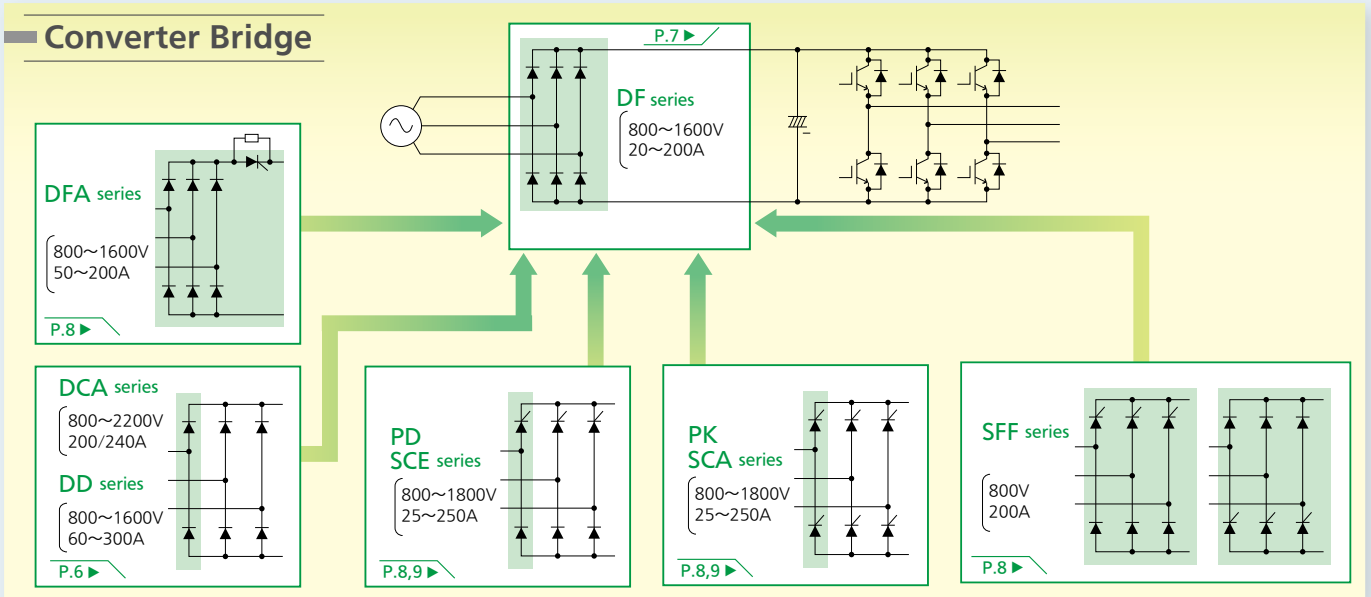 Converter Bridge
P.7 ▶
DF series
800～1600V
20～200A
DFA series
800～1600V
50～200A
P.8 ▶
DCA series
800～2200V
200/240A
DD series
800～1600V
60～300A
P.6 ▶
PD
SCE series
800～1800V
25～250A
P.8,9 ▶
PK
SCA series
800～1800V
25～250A
P.8,9 ▶
SFF series
800V
200A
P.8 ▶